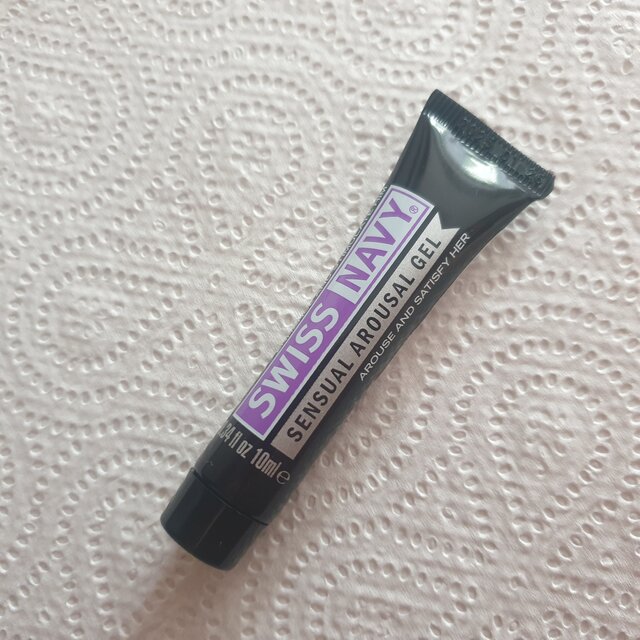 SWISS NAVY®
SENSUAL AROUSAL GEL
AROUSE AND SATISFY HER
.34 fl oz 10ml e